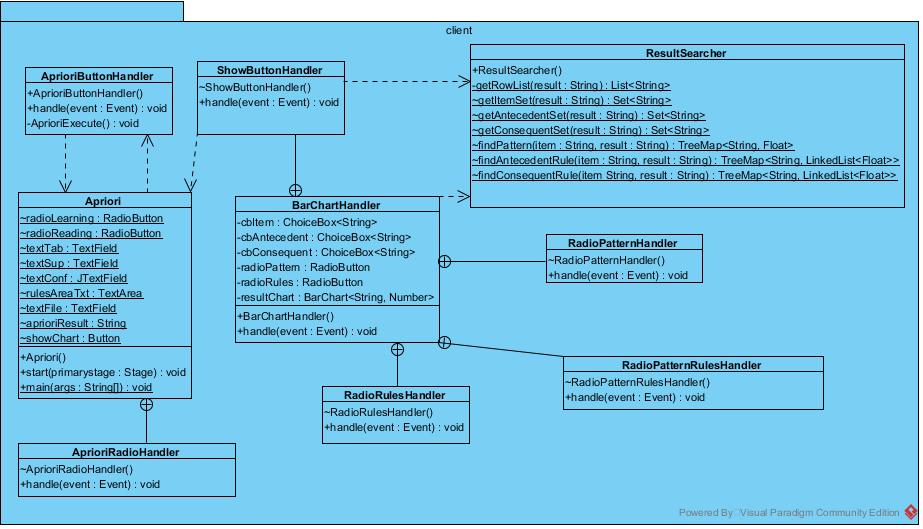 client
AprioriButtonHandler
+AprioriButtonHandler()
+handle(event : Event) : void
-AprioriExecute() : void
ShowButtonHandler
~ShowButtonHandler()
+handle(event : Event) : void
ResultSearcher
+ResultSearcher()
-getRowList(result : String) : List<String>
~getItemSet(result : String) : Set<String>
~getAntecedentSet(result : String) : Set<String>
~getConsequentSet(result : String) : Set<String>
~findPattern(item : String, result : String) : TreeMap<String, Float>
~findAntecedentRule(item : String, result : String) : TreeMap<String, LinkedList<Float>>
~findConsequentRule(item String, result : String) : TreeMap<String, LinkedList<Float>>
Apriori
~radioLearning : RadioButton
~radioReading : RadioButton
~textTab : TextField
~textSup : TextField
~textConf : JTextField
~rulesAreaTxt : TextArea
~textFile : TextField
~aprioriResult : String
~showChart : Button
+Apriori()
+start(primarystage : Stage) : void
+main(args : String[]) : void
BarChartHandler
-cbItem : ChoiceBox<String>
-cbAntecedent : ChoiceBox<String>
-cbConsequent : ChoiceBox<String>
-radioPattern : RadioButton
-radioRules : RadioButton
-resultChart : BarChart<String, Number>
+BarChartHandler()
+handle(event : Event) : void
RadioPatternHandler
~RadioPatternHandler()
+handle(event : Event) : void
RadioPatternRulesHandler
~RadioPatternRulesHandler()
+handle(event : Event) : void
RadioRulesHandler
~RadioRulesHandler()
+handle(event : Event) : void
AprioriRadioHandler
~AprioriRadioHandler()
+handle(event : Event) : void
Powered By Visual Paradigm Community Edition